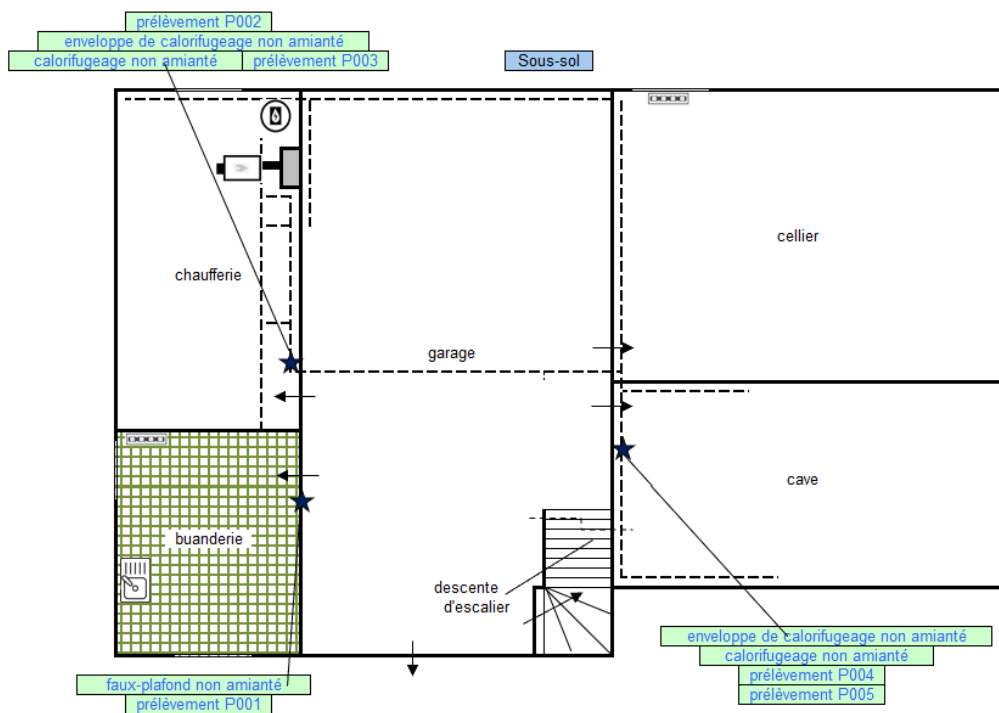 prélèvement P002
enveloppe de calorifugeage non amianté
calorifugeage non amianté prélèvement P003
Sous-sol
cellier
chaufferie
garage
cave
buanderie
descente
d'escalier
enveloppe de calorifugeage non amianté
calorifugeage non amianté
prélèvement P004
prélèvement P005
faux-plafond non amianté
prélèvement P001